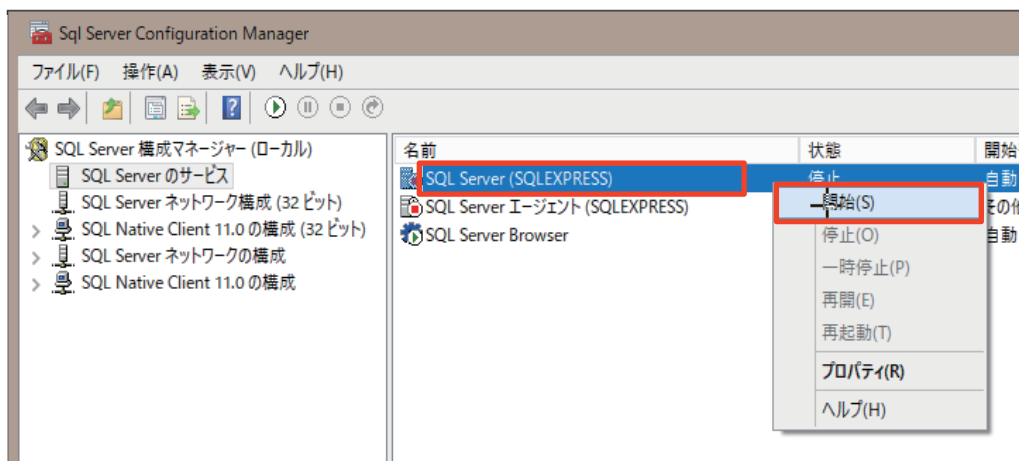 Sql Server Configuration Manager
ファイル(F) 操作(A) 表示(V) ヘルプ(H)
SQL Server 構成マネージャー (ローカル)
SQL Server のサービス
SQL Server ネットワーク構成 (32 ビット)
SQL Native Client 11.0 の構成 (32 ビット)
SQL Server ネットワークの構成
SQL Native Client 11.0 の構成
名前 状態 開始
SQL Server (SQLEXPRESS) 停止 自動
SQL Server エージェント (SQLEXPRESS) その他
SQL Server Browser 自動
開始(S)
停止(O)
一時停止(P)
再開(E)
再起動(T)
プロパティ(R)
ヘルプ(H)